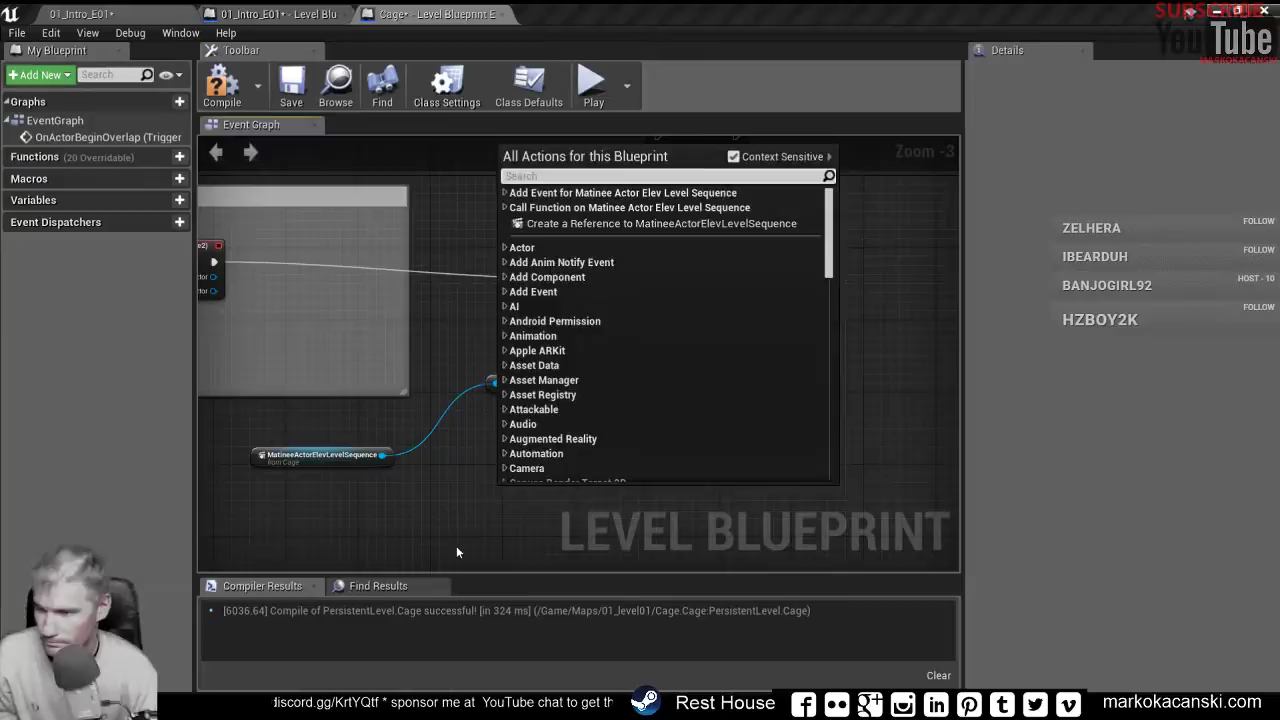 01_Intro_E01*
01_Intro_E01* - Level Blu
Cage* - Level Blueprint E
SUBSCRIBE
YouTube
MARKOKACANSKI
File Edit View Debug Window Help
My Blueprint
Toolbar
Details
Add New
Search
Compile
Save
Browse
Find
Class Settings
Class Defaults
Play
Graphs
EventGraph
OnActorBeginOverlap (Trigger
Functions (20 Overridable)
Macros
Variables
Event Dispatchers
Event Graph
Zoom -3
All Actions for this Blueprint
Context Sensitive
Search
Add Event for Matinee Actor Elev Level Sequence
Call Function on Matinee Actor Elev Level Sequence
Create a Reference to MatineeActorElevLevelSequence
Actor
Add Anim Notify Event
Add Component
Add Event
AI
Android Permission
Animation
Apple ARKit
Asset Data
Asset Manager
Asset Registry
Attackable
Audio
Augmented Reality
Automation
Camera
MatineeActorElevLevelSequence
from Cage
LEVEL BLUEPRINT
ZELHERA
FOLLOW
IBEARDUH
FOLLOW
BANJOGIRL92
HOST - 10
HZBOY2K
FOLLOW
Compiler Results
Find Results
[6036.64] Compile of PersistentLevel.Cage successful! [in 324 ms] (/Game/Maps/01_level01/Cage.Cage:PersistentLevel.Cage)
Clear
discord.gg/KrtYQtf * sponsor me at YouTube chat to get th
Rest House
markokacanski.com